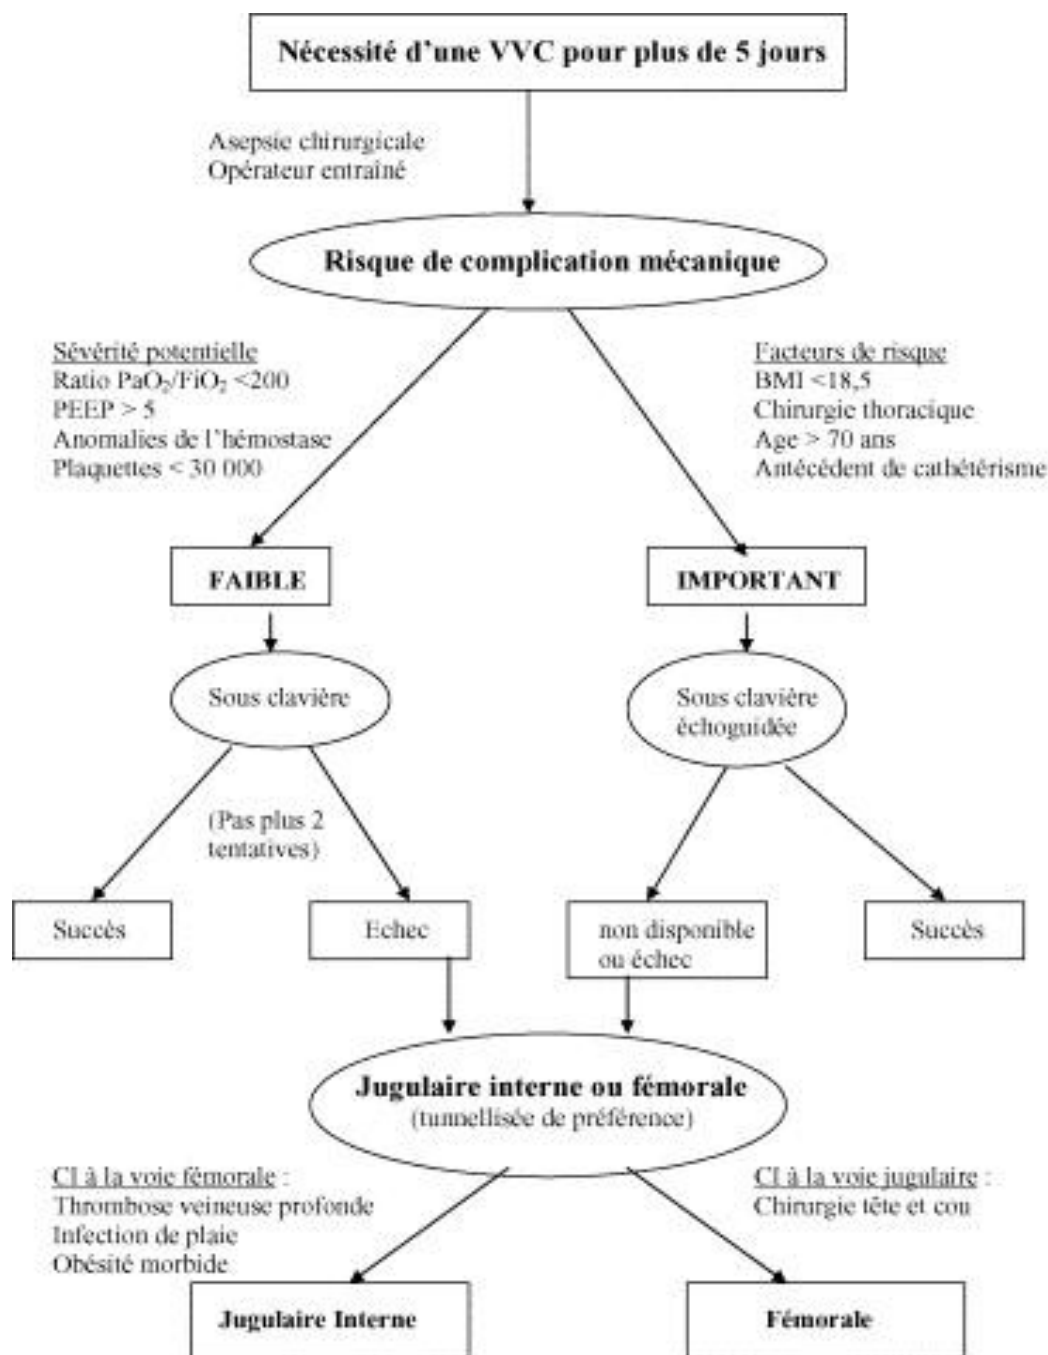 Nécessité d'une VVC pour plus de 5 jours
Asepsie chirurgicale
Opérateur entraîné
Risque de complication mécanique
Sévérité potentielle
Ratio PaO₂/FiO₂ <200
PEEP > 5
Anomalies de l'hémostase
Plaquettes < 30 000
Facteurs de risque
BMI <18,5
Chirurgie thoracique
Age > 70 ans
Antécédent de cathétérisme
FAIBLE
IMPORTANT
Sous clavière
Sous clavière
échoguidée
(Pas plus 2
tentatives)
Succès
Echec
non disponible
ou échec
Succès
Jugulaire interne ou fémorale
(tunnellisée de préférence)
CI à la voie fémorale :
Thrombose veineuse profonde
Infection de plaie
Obésité morbide
CI à la voie jugulaire :
Chirurgie tête et cou
Jugulaire Interne
Fémorale